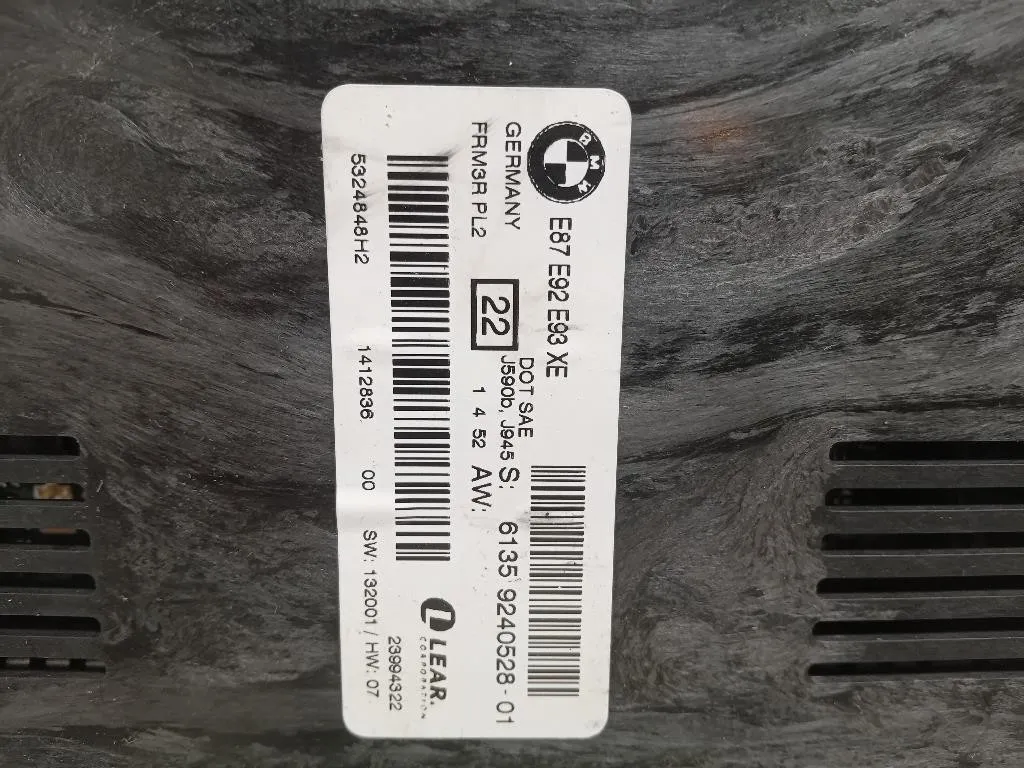 BMW
E87 E92 E93 XE
GERMANY
DOT SAE
J590b, J945 S: 6135 9240528-01
FRM3R PL2
22
1 4 52 AW:
LEAR.
CORPORATION
5324848H2 1412836 00 SW: 132001 / HW: 07
23994322